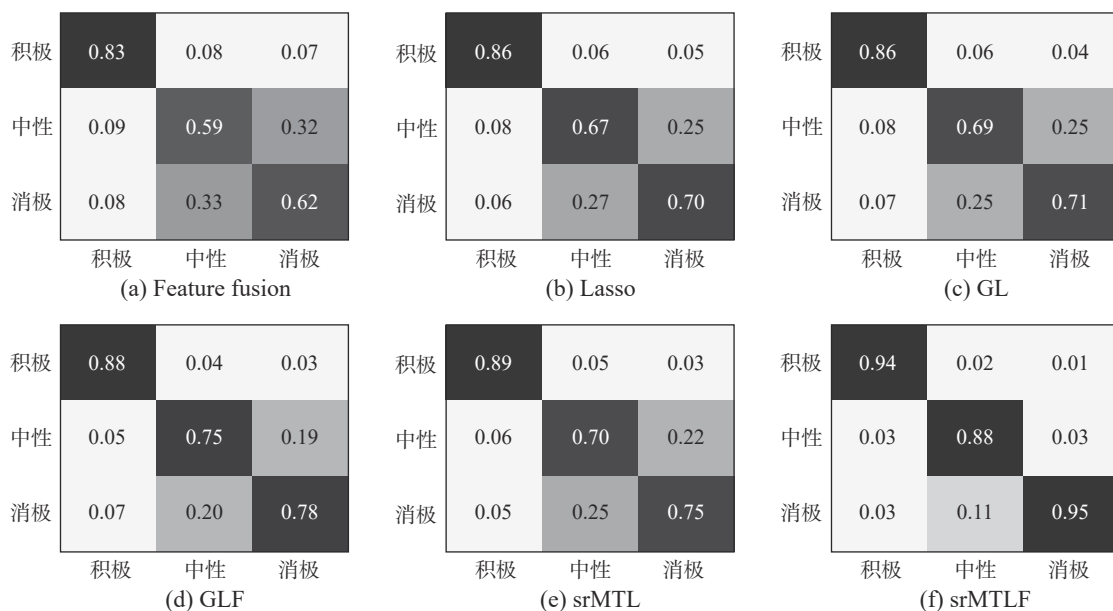 积极 0.83 0.08 0.07
中性 0.09 0.59 0.32
消极 0.08 0.33 0.62
积极 中性 消极
(a) Feature fusion
积极 0.86 0.06 0.05
中性 0.08 0.67 0.25
消极 0.06 0.27 0.70
积极 中性 消极
(b) Lasso
积极 0.86 0.06 0.04
中性 0.08 0.69 0.25
消极 0.07 0.25 0.71
积极 中性 消极
(c) GL
积极 0.88 0.04 0.03
中性 0.05 0.75 0.19
消极 0.07 0.20 0.78
积极 中性 消极
(d) GLF
积极 0.89 0.05 0.03
中性 0.06 0.70 0.22
消极 0.05 0.25 0.75
积极 中性 消极
(e) srMTL
积极 0.94 0.02 0.01
中性 0.03 0.88 0.03
消极 0.03 0.11 0.95
积极 中性 消极
(f) srMTLF